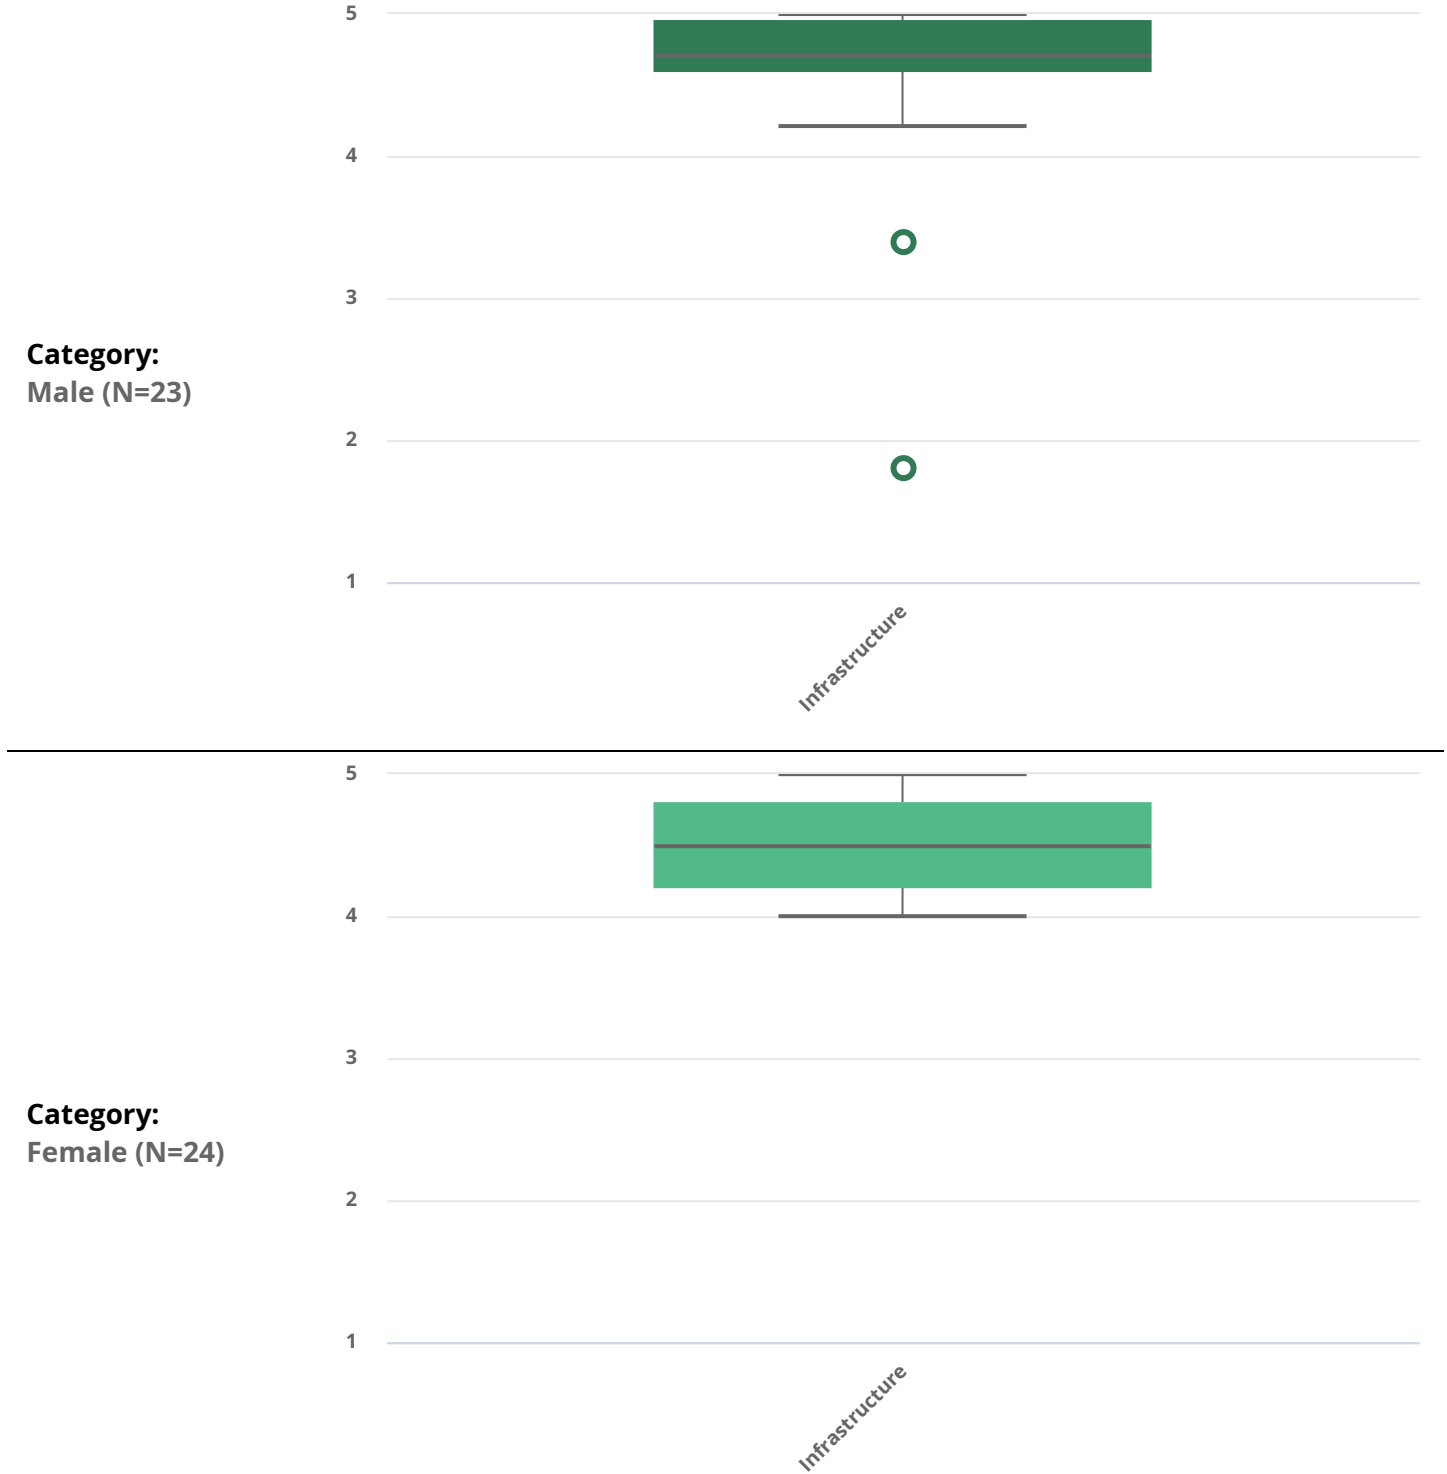 5
4
3
Category:
Male (N=23)
2
1
Infrastructure
5
4
3
Category:
Female (N=24)
2
1
Infrastructure